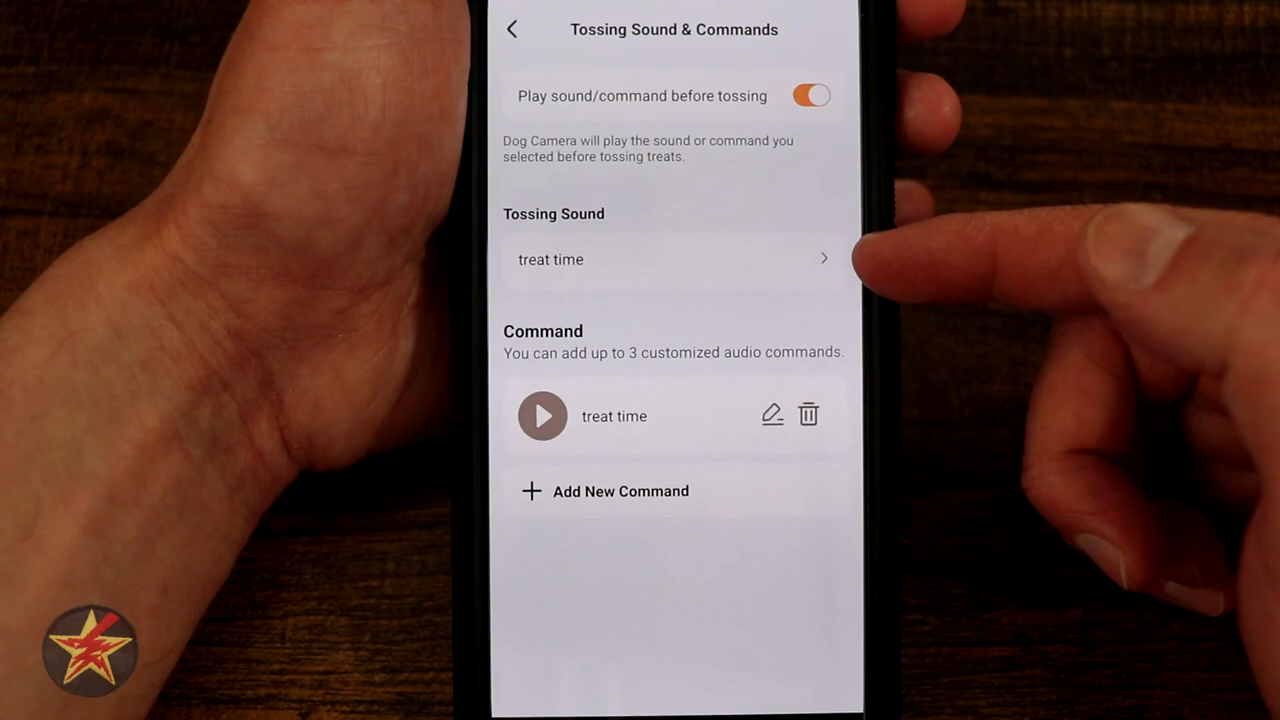 Tossing Sound & Commands
Play sound/command before tossing
Dog Camera will play the sound or command you
selected before tossing treats.
Tossing Sound
treat time
Command
You can add up to 3 customized audio commands.
treat time
Add New Command